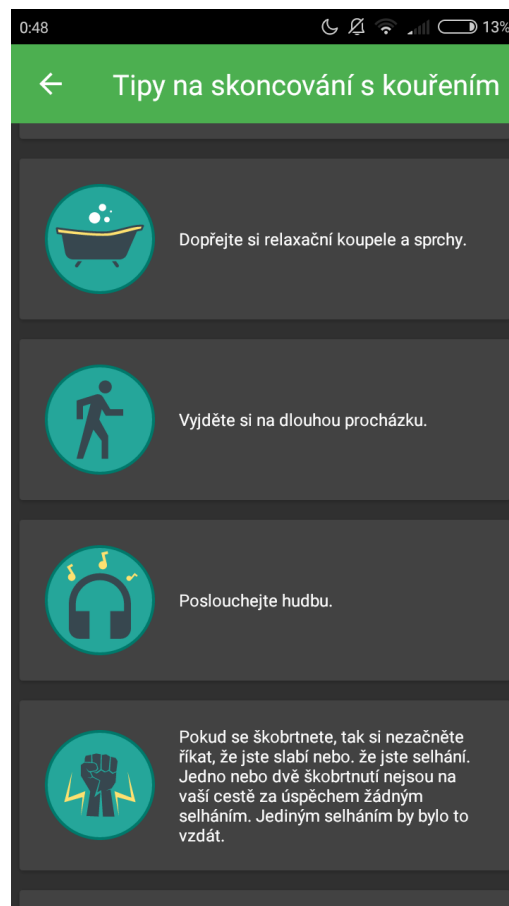 0:48
13%
Tipy na skoncování s kouřením
Dopřejte si relaxační koupele a sprchy.
Vyjděte si na dlouhou procházku.
Poslouchejte hudbu.
Pokud se škobrtnete, tak si nezačněte
říkat, že jste slabí nebo. že jste selhání.
Jedno nebo dvě škobrtnutí nejsou na
vaší cestě za úspěchem žádným
selháním. Jediným selháním by bylo to
vzdát.